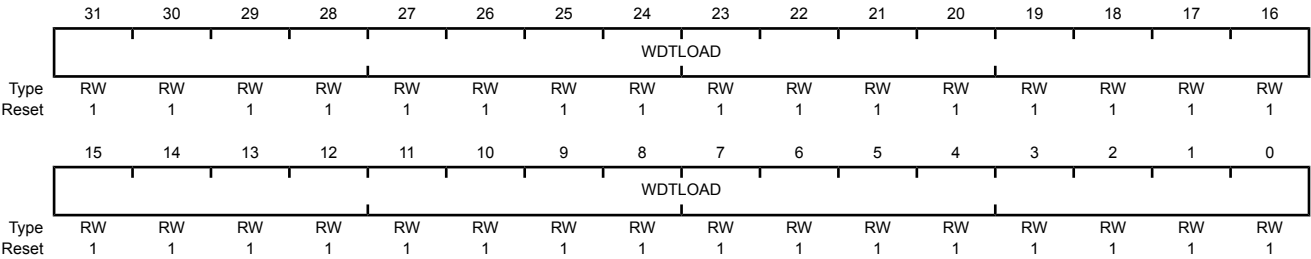 31 30 29 28 27 26 25 24 23 22 21 20 19 18 17 16
WDTLOAD
Type RW RW RW RW RW RW RW RW RW RW RW RW RW RW RW RW
Reset 1 1 1 1 1 1 1 1 1 1 1 1 1 1 1 1
15 14 13 12 11 10 9 8 7 6 5 4 3 2 1 0
WDTLOAD
Type RW RW RW RW RW RW RW RW RW RW RW RW RW RW RW RW
Reset 1 1 1 1 1 1 1 1 1 1 1 1 1 1 1 1